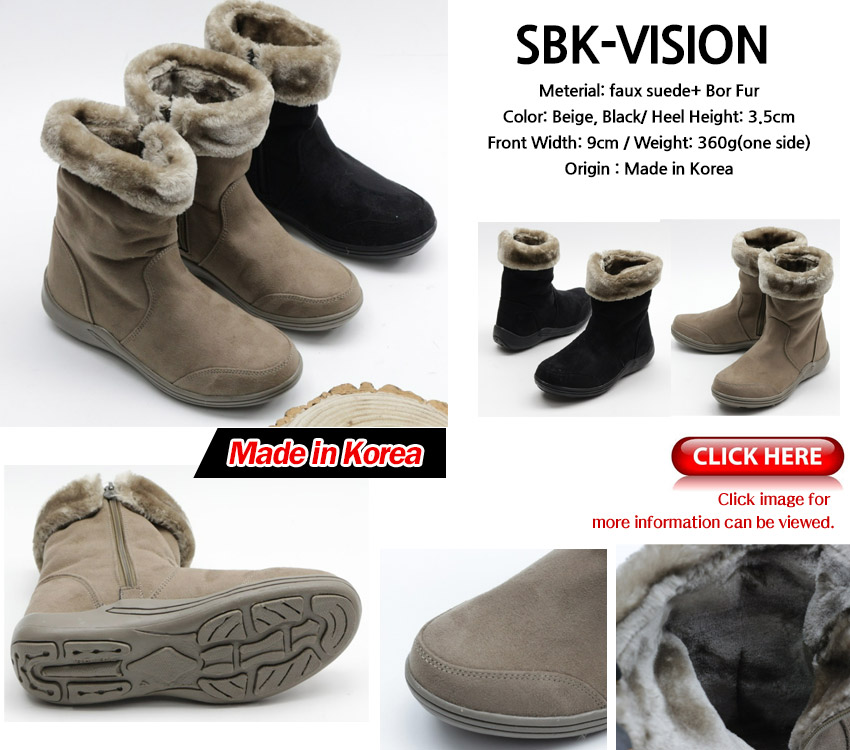 SBK-VISION
Meterial: faux suede+ Bor Fur
Color: Beige, Black/ Heel Height: 3.5cm
Front Width: 9cm / Weight: 360g(one side)
Origin : Made in Korea
Made in Korea
CLICK HERE
Click image for
more information can be viewed.